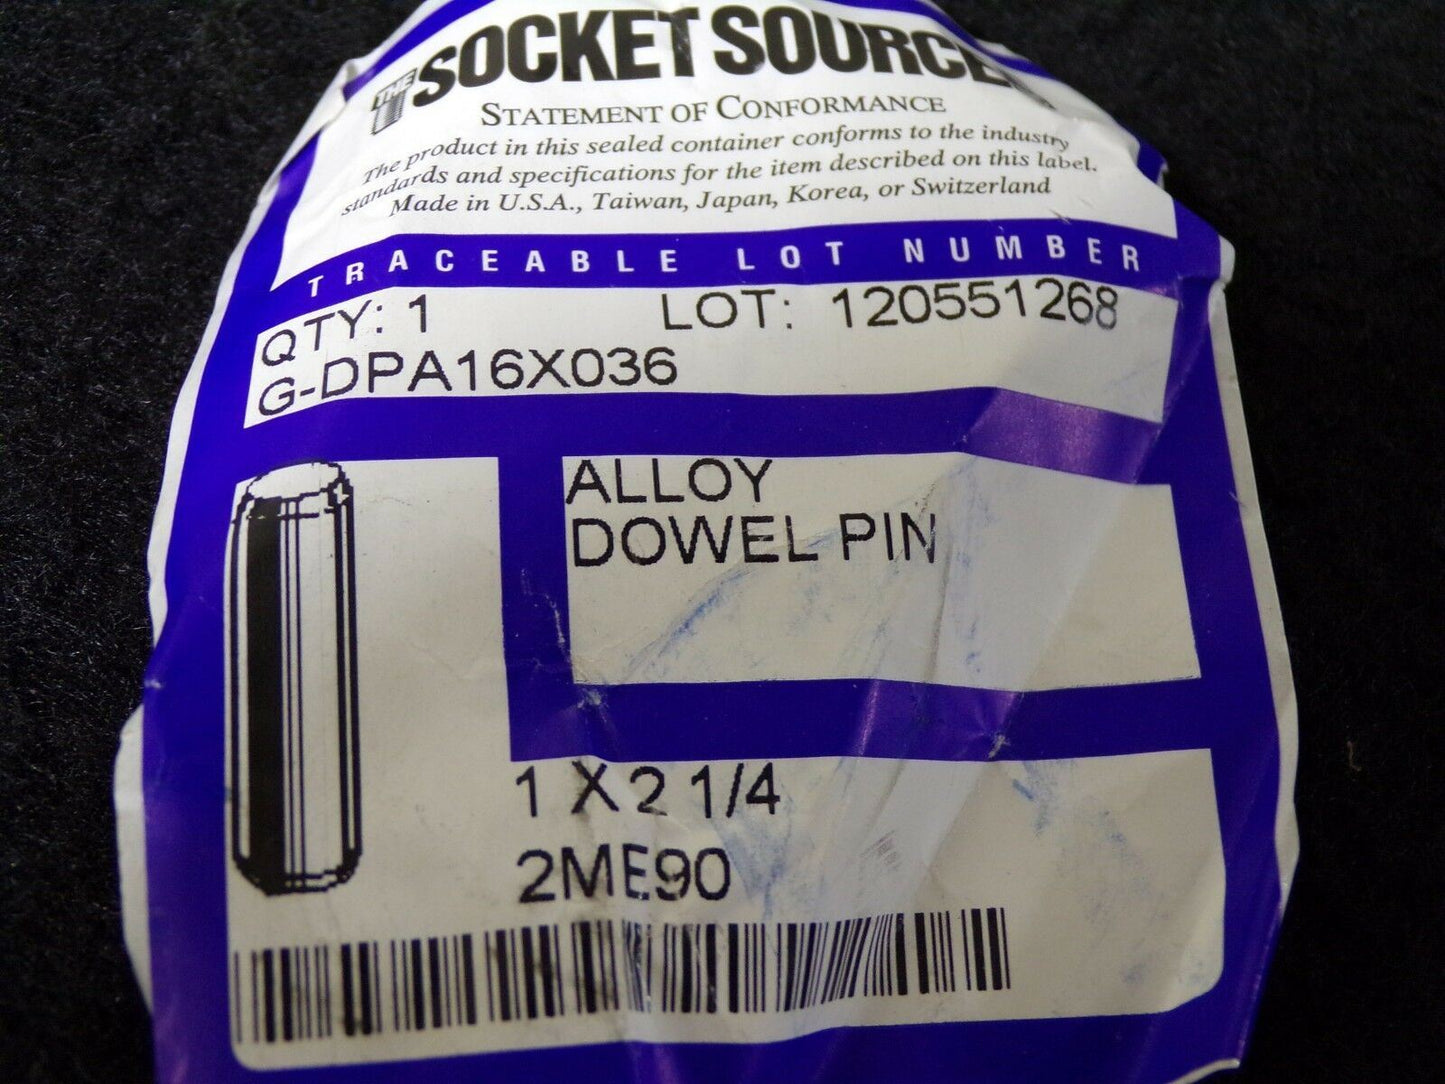 THE SOCKET SOURCE
STATEMENT OF CONFORMANCE
The product in this sealed container conforms to the industry
standards and specifications for the item described on this label.
Made in U.S.A., Taiwan, Japan, Korea, or Switzerland
TRACEABLE LOT NUMBER
QTY: 1 LOT: 120551268
G-DPA16X036
ALLOY
DOWEL PIN
1 X 2 1/4
2ME90